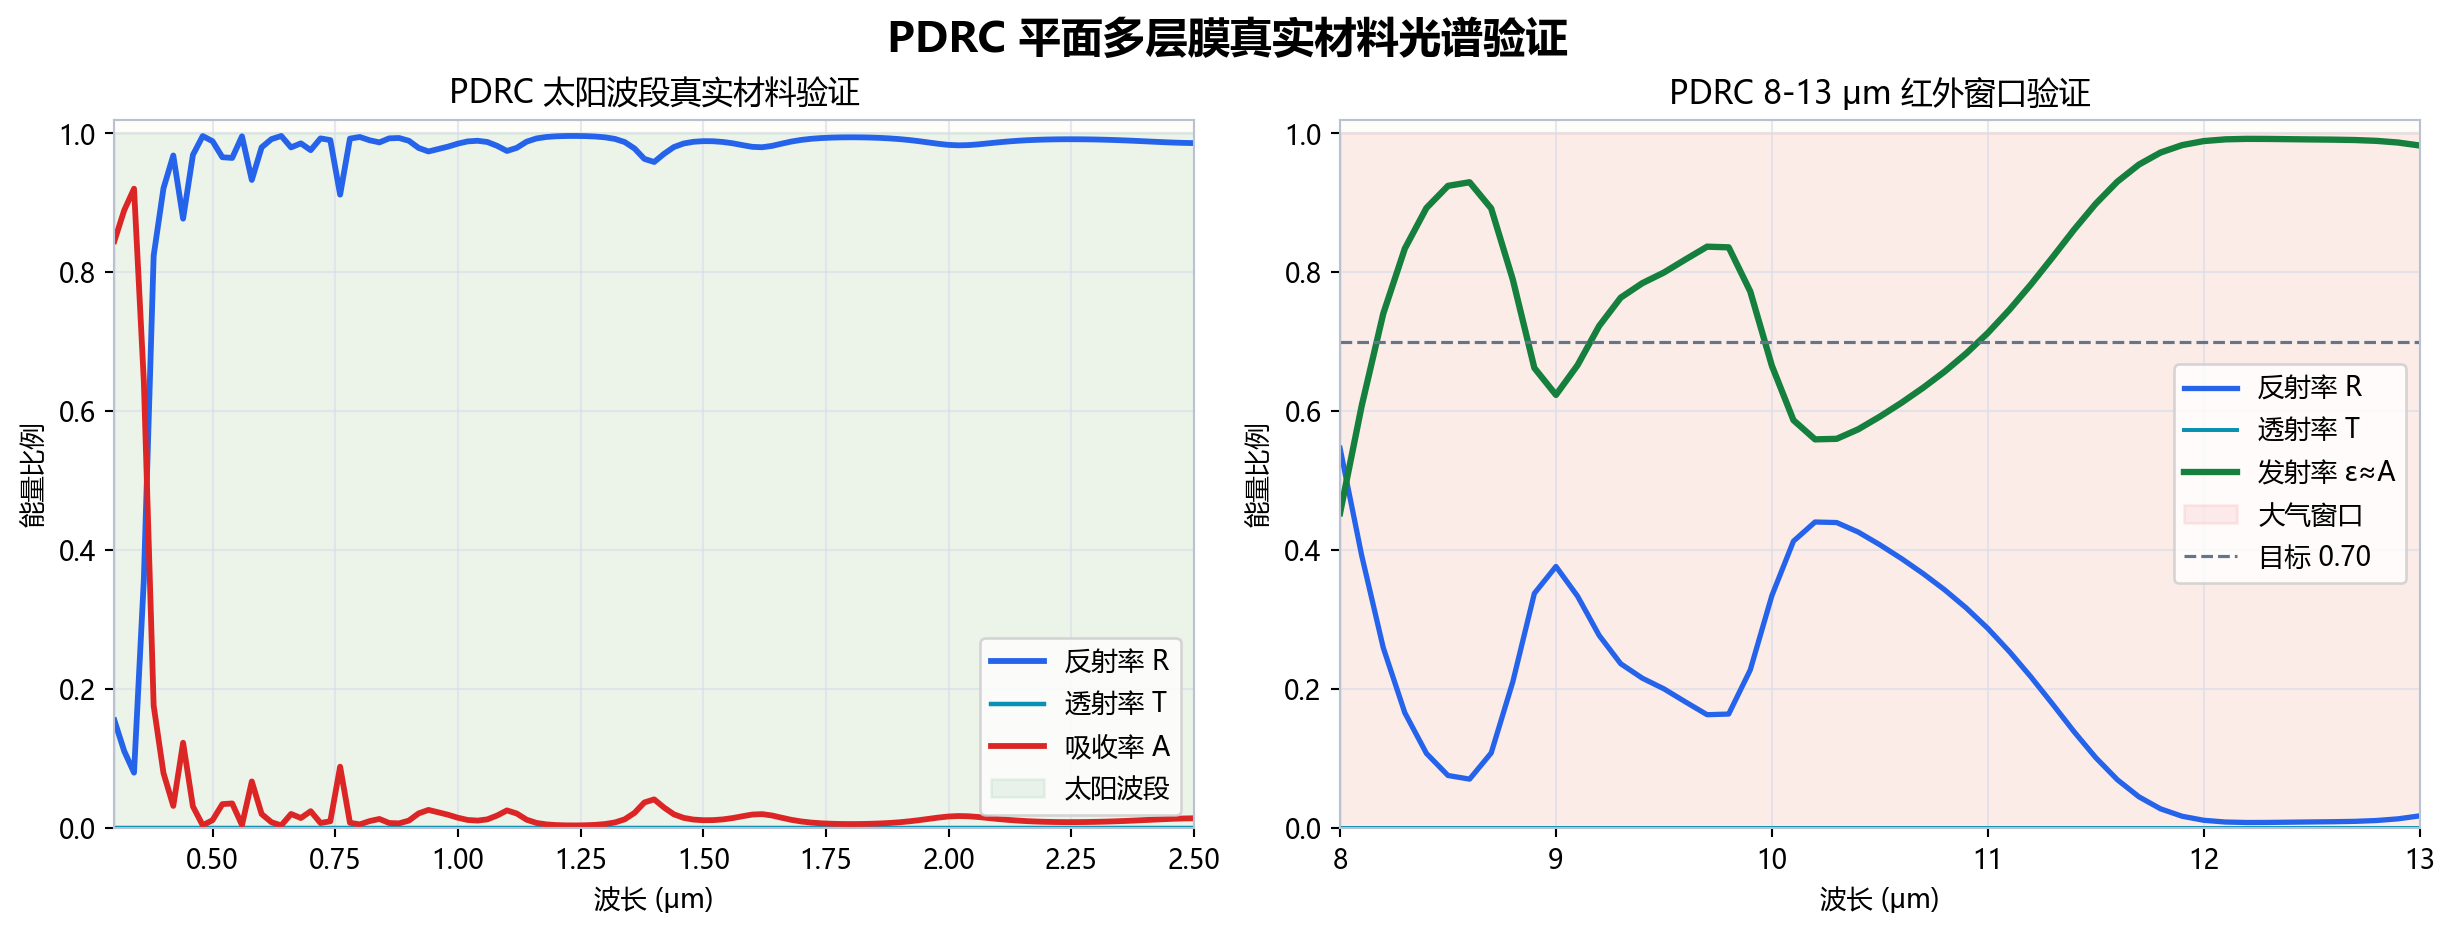 PDRC 平面多层膜真实材料光谱验证
PDRC 太阳波段真实材料验证
能量比例
1.0
0.8
0.6
0.4
0.2
0.0
反射率 R
透射率 T
吸收率 A
太阳波段
0.50 0.75 1.00 1.25 1.50 1.75 2.00 2.25 2.50
波长 (μm)
PDRC 8-13 μm 红外窗口验证
能量比例
1.0
0.8
0.6
0.4
0.2
0.0
反射率 R
透射率 T
发射率 ε≈A
大气窗口
目标 0.70
8 9 10 11 12 13
波长 (μm)